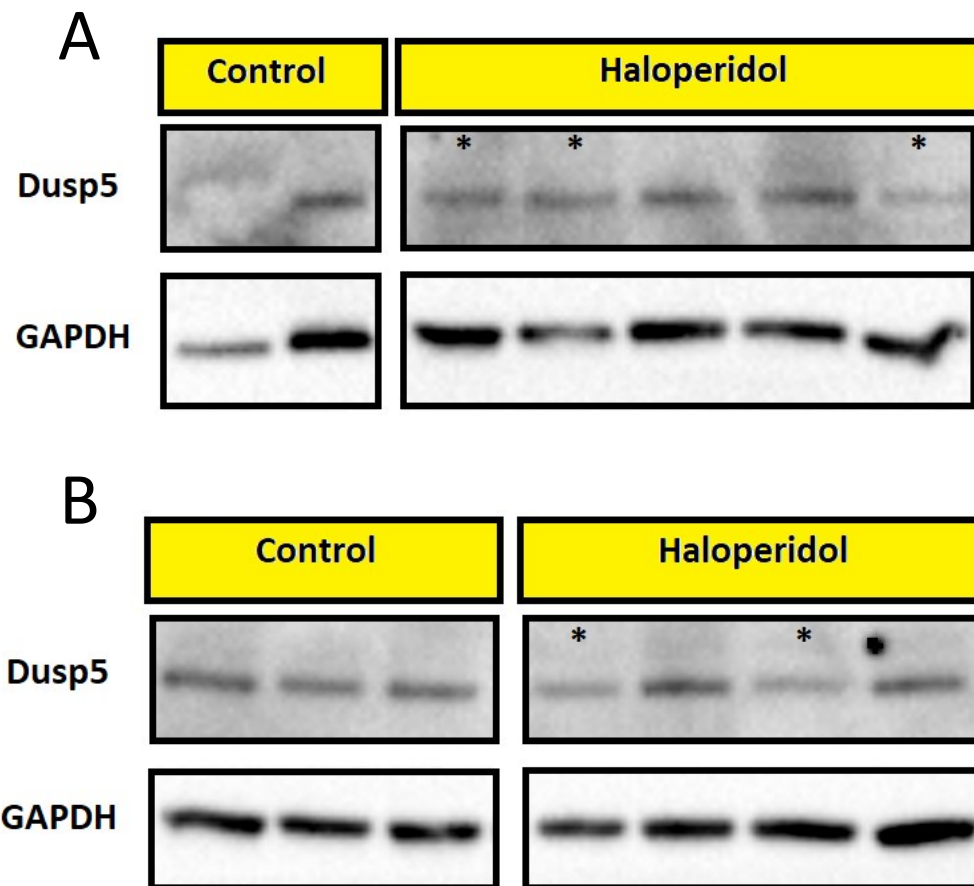 A
Control Haloperidol
Dusp5 * * *
GAPDH
B
Control Haloperidol
Dusp5 * *
GAPDH